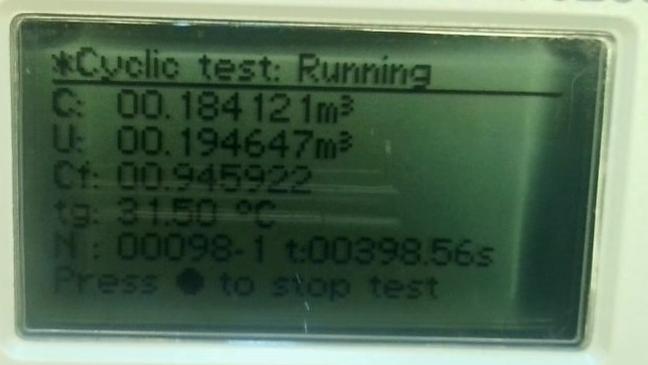 *Cyclic test: Running
C: 00.184121m³
U: 00.194647m³
Cf: 00.945922
tg: 31.50 °C
N : 00098-1 t:00398.56s
Press ● to stop test